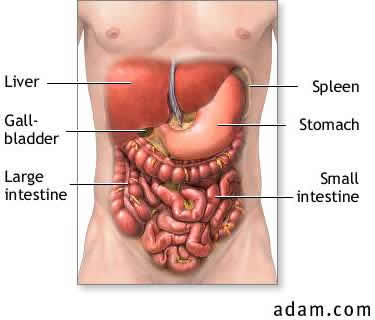 Liver
Gall-
bladder
Large
intestine
Spleen
Stomach
Small
intestine
adam.com